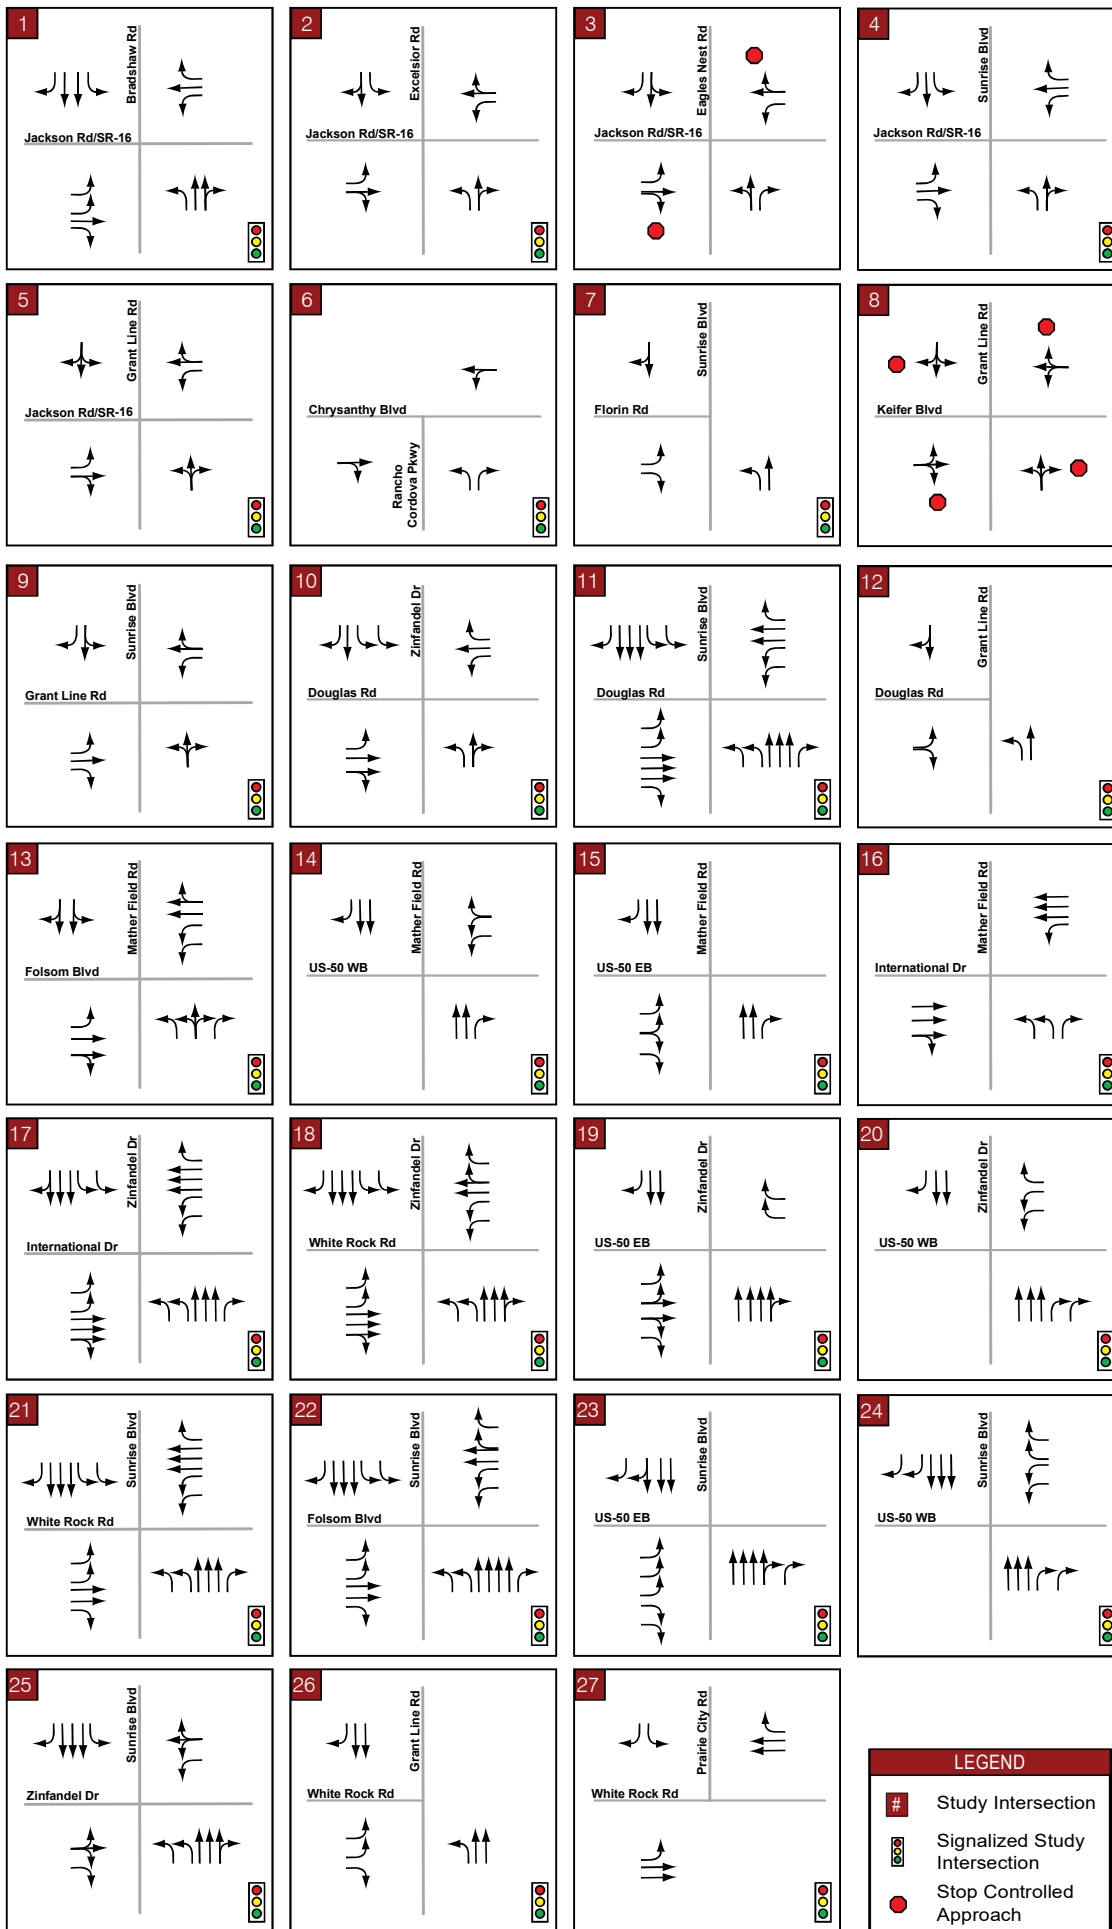 1
Bradshaw Rd
Jackson Rd/SR-16
2
Excelsior Rd
Jackson Rd/SR-16
3
Eagles Nest Rd
Jackson Rd/SR-16
4
Sunrise Blvd
Jackson Rd/SR-16
5
Grant Line Rd
Jackson Rd/SR-16
6
Chrysanthy Blvd
Rancho
Cordova Pkwy
7
Sunrise Blvd
Florin Rd
8
Grant Line Rd
Keifer Blvd
9
Sunrise Blvd
Grant Line Rd
10
Zinfandel Dr
Douglas Rd
11
Sunrise Blvd
Douglas Rd
12
Grant Line Rd
Douglas Rd
13
Mather Field Rd
Folsom Blvd
14
Mather Field Rd
US-50 WB
15
Mather Field Rd
US-50 EB
16
Mather Field Rd
International Dr
17
Zinfandel Dr
International Dr
18
Zinfandel Dr
White Rock Rd
19
Zinfandel Dr
US-50 EB
20
Zinfandel Dr
US-50 WB
21
Sunrise Blvd
White Rock Rd
22
Sunrise Blvd
Folsom Blvd
23
Sunrise Blvd
US-50 EB
24
Sunrise Blvd
US-50 WB
25
Sunrise Blvd
Zinfandel Dr
26
Grant Line Rd
White Rock Rd
27
Prairie City Rd
White Rock Rd
LEGEND
# Study Intersection
Signalized Study
Intersection
Stop Controlled
Approach